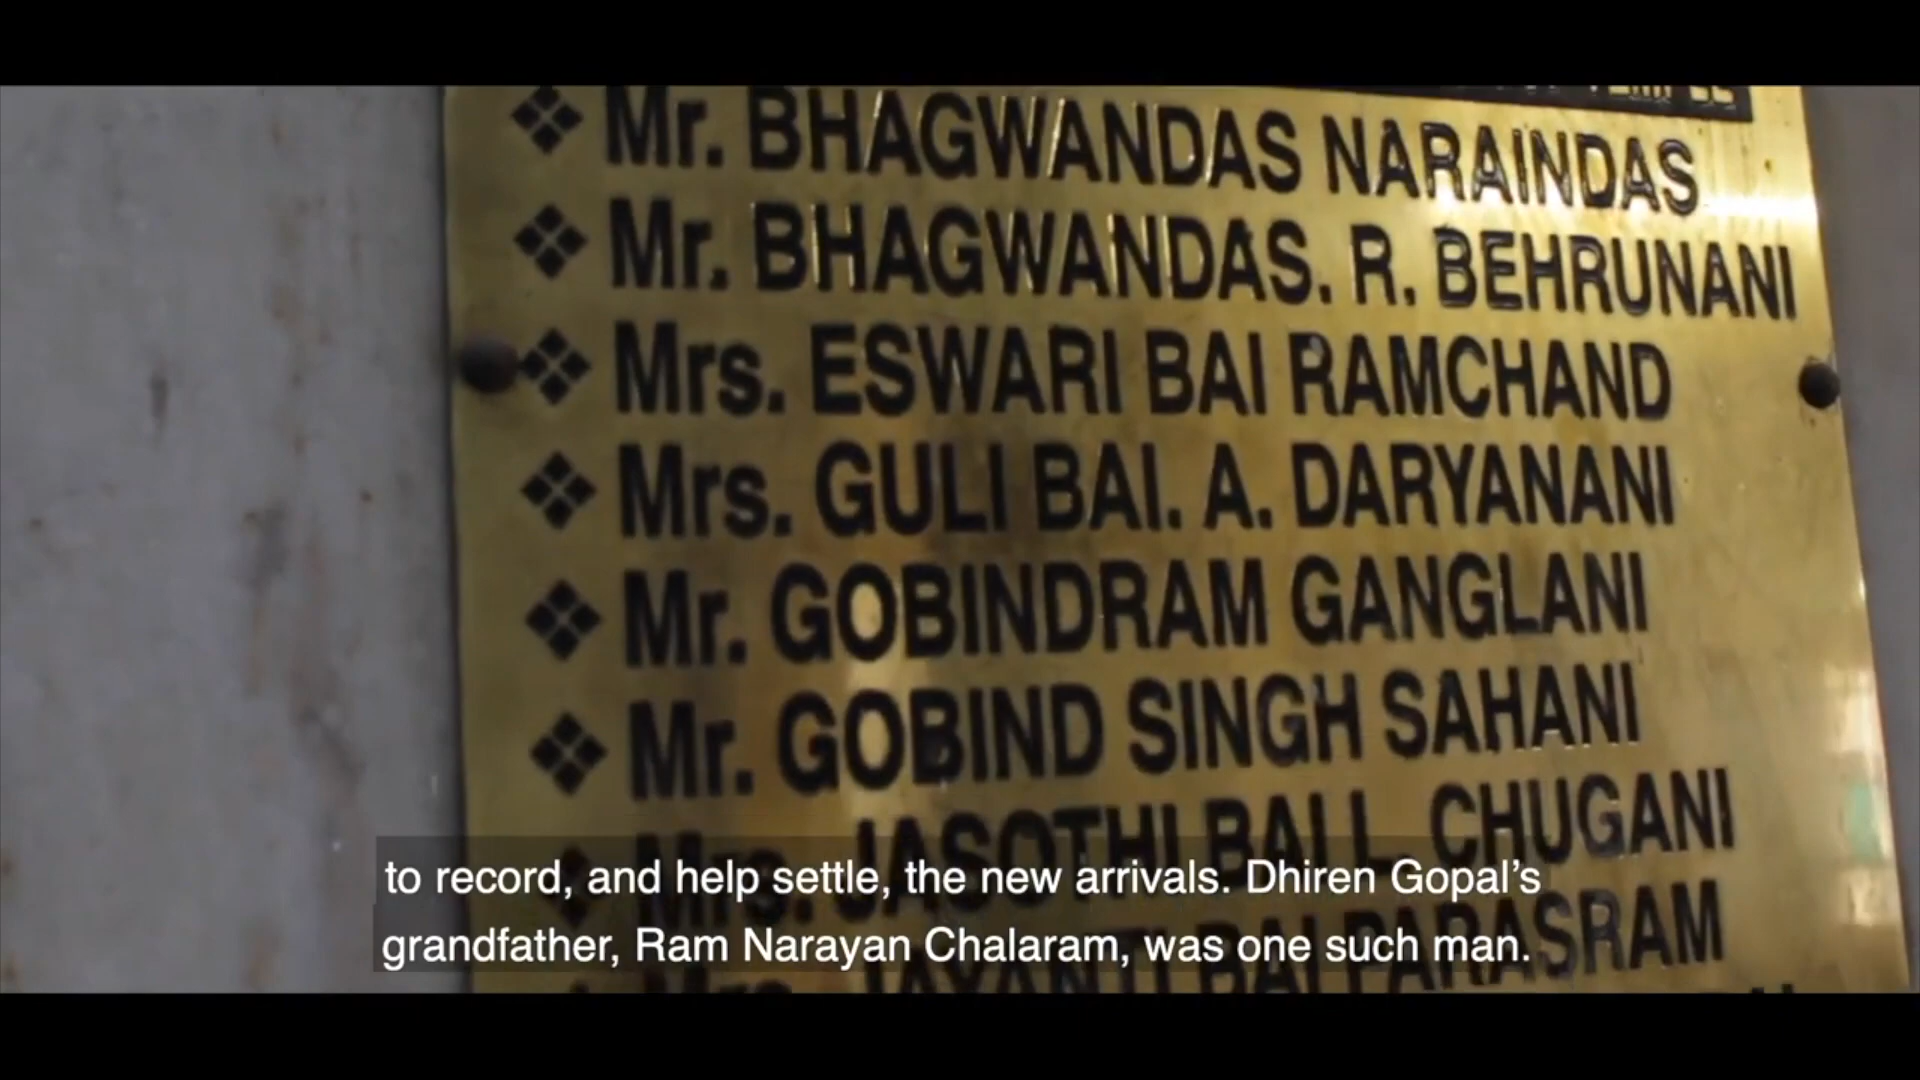 Mr. BHAGWANDAS NARAINDAS
Mr. BHAGWANDAS. R. BEHRUNANI
Mrs. ESWARI BAI RAMCHAND
Mrs. GULI BAI. A. DARYANANI
Mr. GOBINDRAM GANGLANI
Mr. GOBIND SINGH SAHANI
Mrs. JASOTHI BAI L. CHUGANI
Mrs. JAYANTI BAI PARASRAM
to record, and help settle, the new arrivals. Dhiren Gopal’s
grandfather, Ram Narayan Chalaram, was one such man.